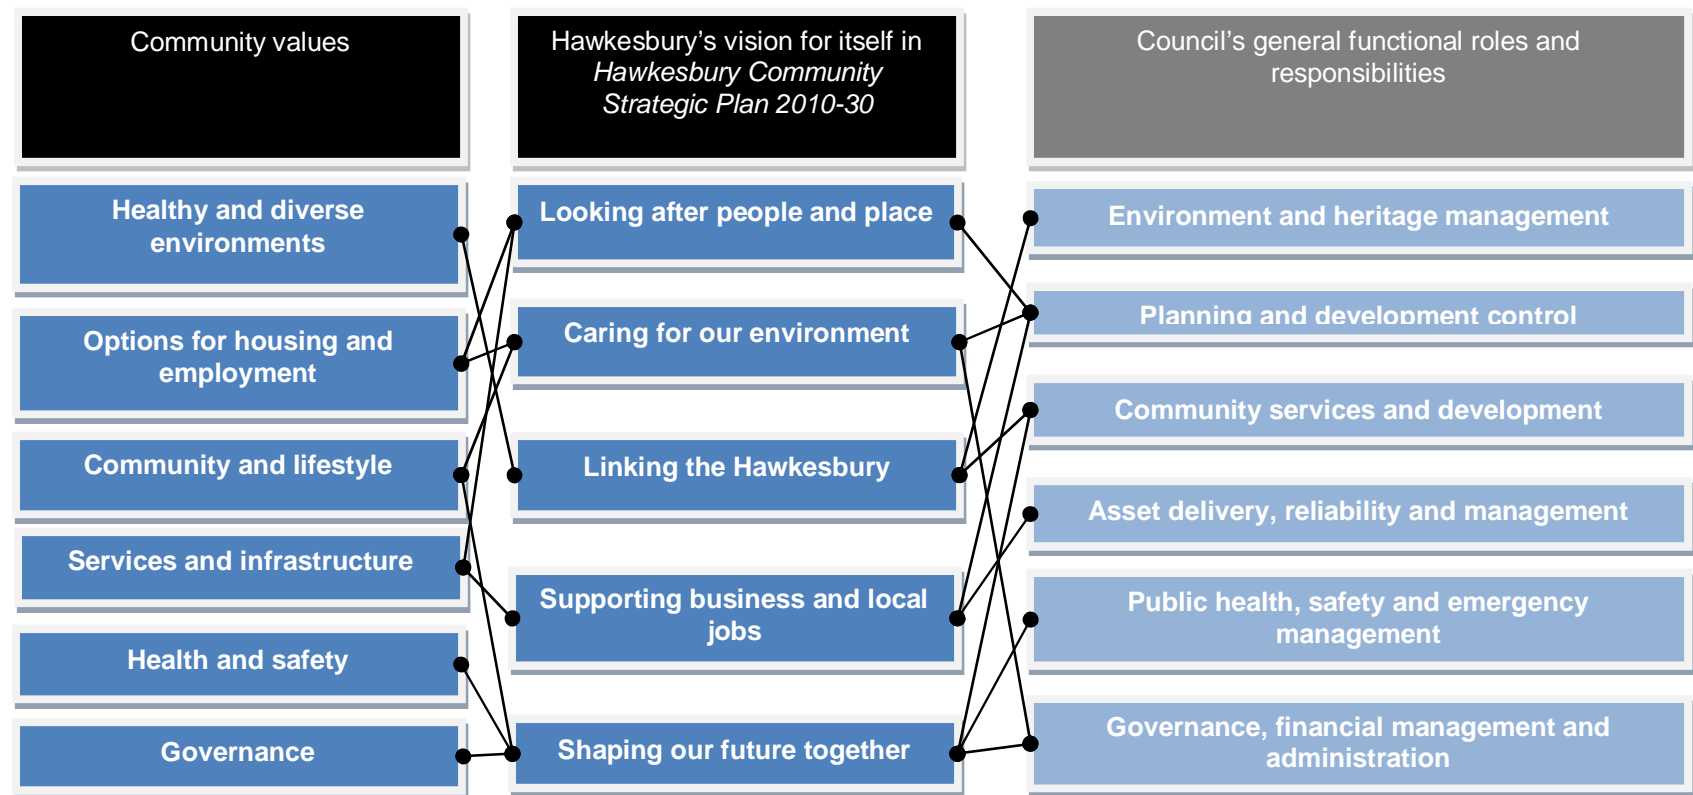 Community values
Hawkesbury's vision for itself in
Hawkesbury Community
Strategic Plan 2010-30
Council's general functional roles and
responsibilities
Healthy and diverse
environments
Options for housing and
employment
Community and lifestyle
Services and infrastructure
Health and safety
Governance
Looking after people and place
Caring for our environment
Linking the Hawkesbury
Supporting business and local
jobs
Shaping our future together
Environment and heritage management
Planning and development control
Community services and development
Asset delivery, reliability and management
Public health, safety and emergency
management
Governance, financial management and
administration